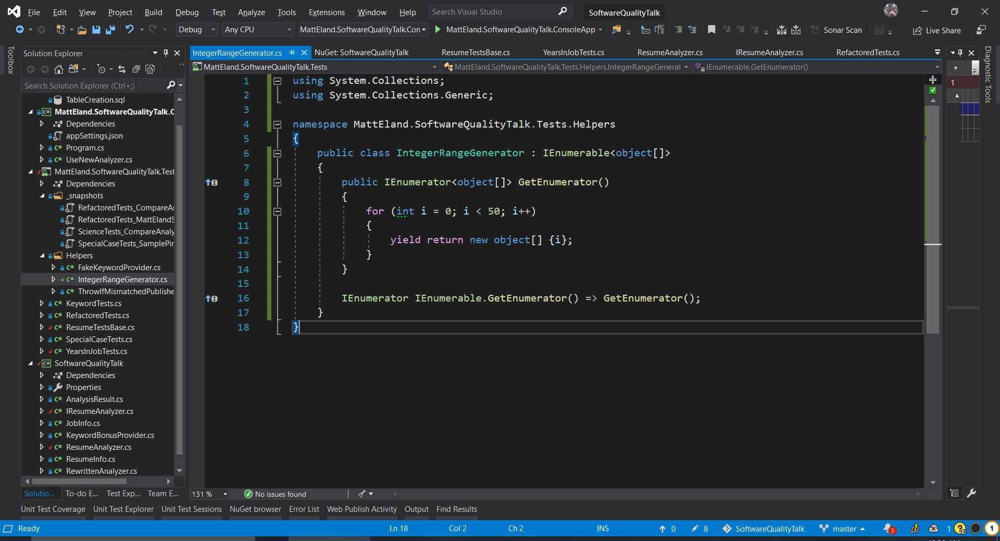 File Edit View Project Build Debug Test Analyze Tools Extensions Window Help Search Visual Studio SoftwareQualityTalk
Debug Any CPU MattEland.SoftwareQualityTalk.Con MattEland.SoftwareQualityTalk.ConsoleApp Sonar Scan Live Share
Toolbox
Solution Explorer
Search Solution Explorer (Ctrl+;)
TableCreation.sql
MattEland.SoftwareQualityTalk.C
Dependencies
appSettings.json
Program.cs
UseNewAnalyzer.cs
MattEland.SoftwareQualityTalk.Test
Dependencies
_snapshots
RefactoredTests_CompareAr
RefactoredTests_MattElandS
ScienceTests_CompareAnaly
SpecialCaseTests_SamplePir
Helpers
FakeKeywordProvider.cs
IntegerRangeGenerator.cs
ThrowIfMismatchedPublishe
KeywordTests.cs
RefactoredTests.cs
ResumeTestsBase.cs
SpecialCaseTests.cs
YearsInJobTests.cs
SoftwareQualityTalk
Dependencies
Properties
AnalysisResult.cs
IResumeAnalyzer.cs
JobInfo.cs
KeywordBonusProvider.cs
ResumeAnalyzer.cs
ResumeInfo.cs
RewrittenAnalyzer.cs
Solutio... To-do E... Test Exp... Team E...
IntegerRangeGenerator.cs NuGet: SoftwareQualityTalk ResumeTestsBase.cs YearsInJobTests.cs ResumeAnalyzer.cs IResumeAnalyzer.cs RefactoredTests.cs
MattEland.SoftwareQualityTalk.Tests MattEland.SoftwareQualityTalk.Tests.Helpers.IntegerRangeGenerat IEnumerable.GetEnumerator()
1 using System.Collections;
2 using System.Collections.Generic;
3
4 namespace MattEland.SoftwareQualityTalk.Tests.Helpers
5 {
6 public class IntegerRangeGenerator : IEnumerable<object[]>
7 {
8 public IEnumerator<object[]> GetEnumerator()
9 {
10 for (int i = 0; i < 50; i++)
11 {
12 yield return new object[] {i};
13 }
14 }
15
16 IEnumerator IEnumerable.GetEnumerator() => GetEnumerator();
17 }
18 }
131 % No issues found
1
Diagnostic Tools
Unit Test Coverage Unit Test Explorer Unit Test Sessions NuGet browser Error List Web Publish Activity Output Find Results
Ready Ln 18 Col 2 Ch 2 INS 0 8 SoftwareQualityTalk master 3 1 1